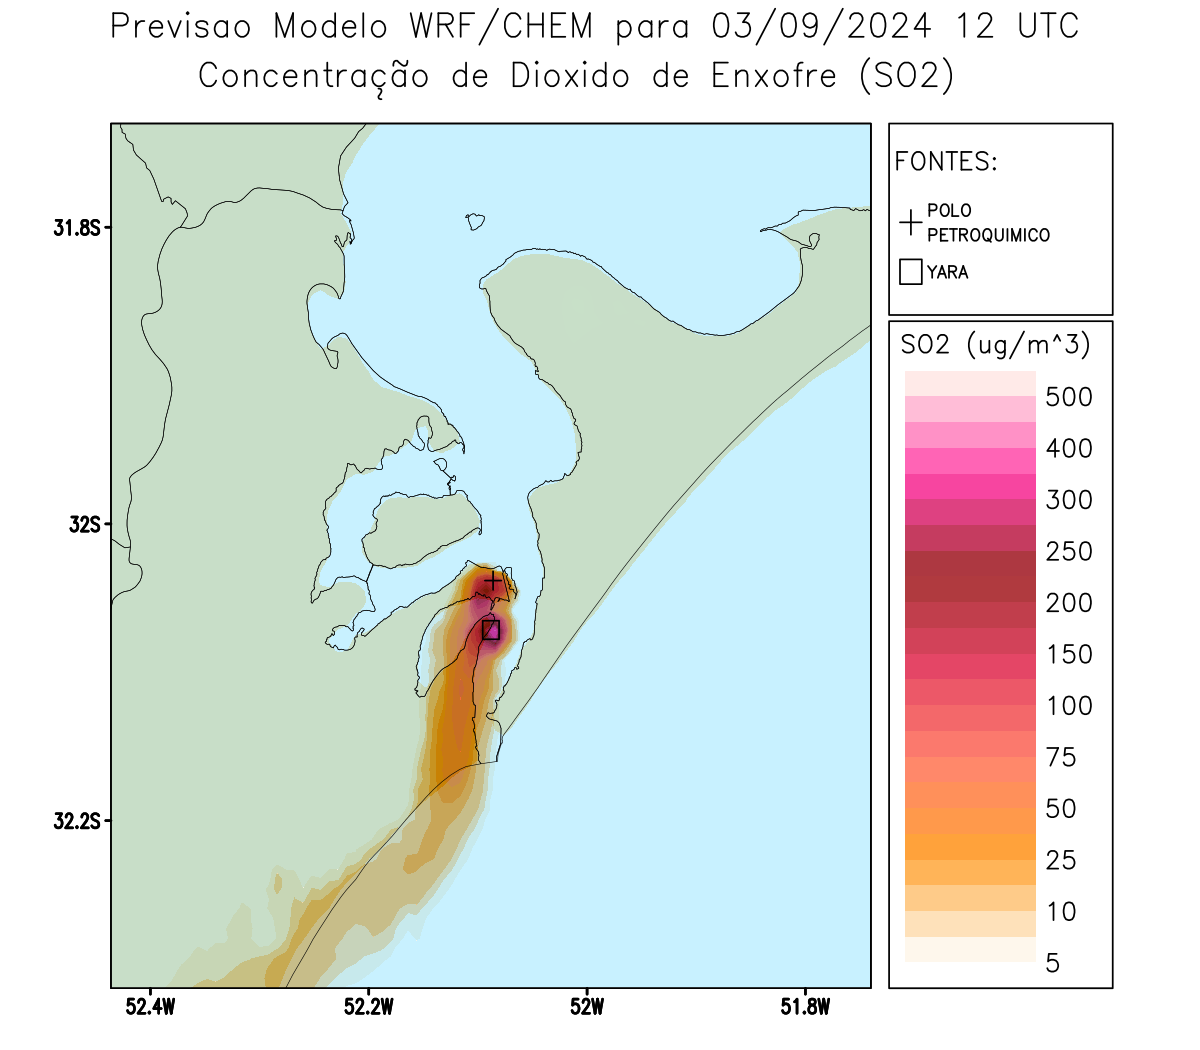 Previsao Modelo WRF/CHEM para 03/09/2024 12 UTC
Concentração de Dioxido de Enxofre (SO2)
31.8S
32S
32.2S
52.4W
52.2W
52W
51.8W
FONTES:
POLO
PETROQUIMICO
YARA
SO2 (ug/m^3)
500
400
300
250
200
150
100
75
50
25
10
5